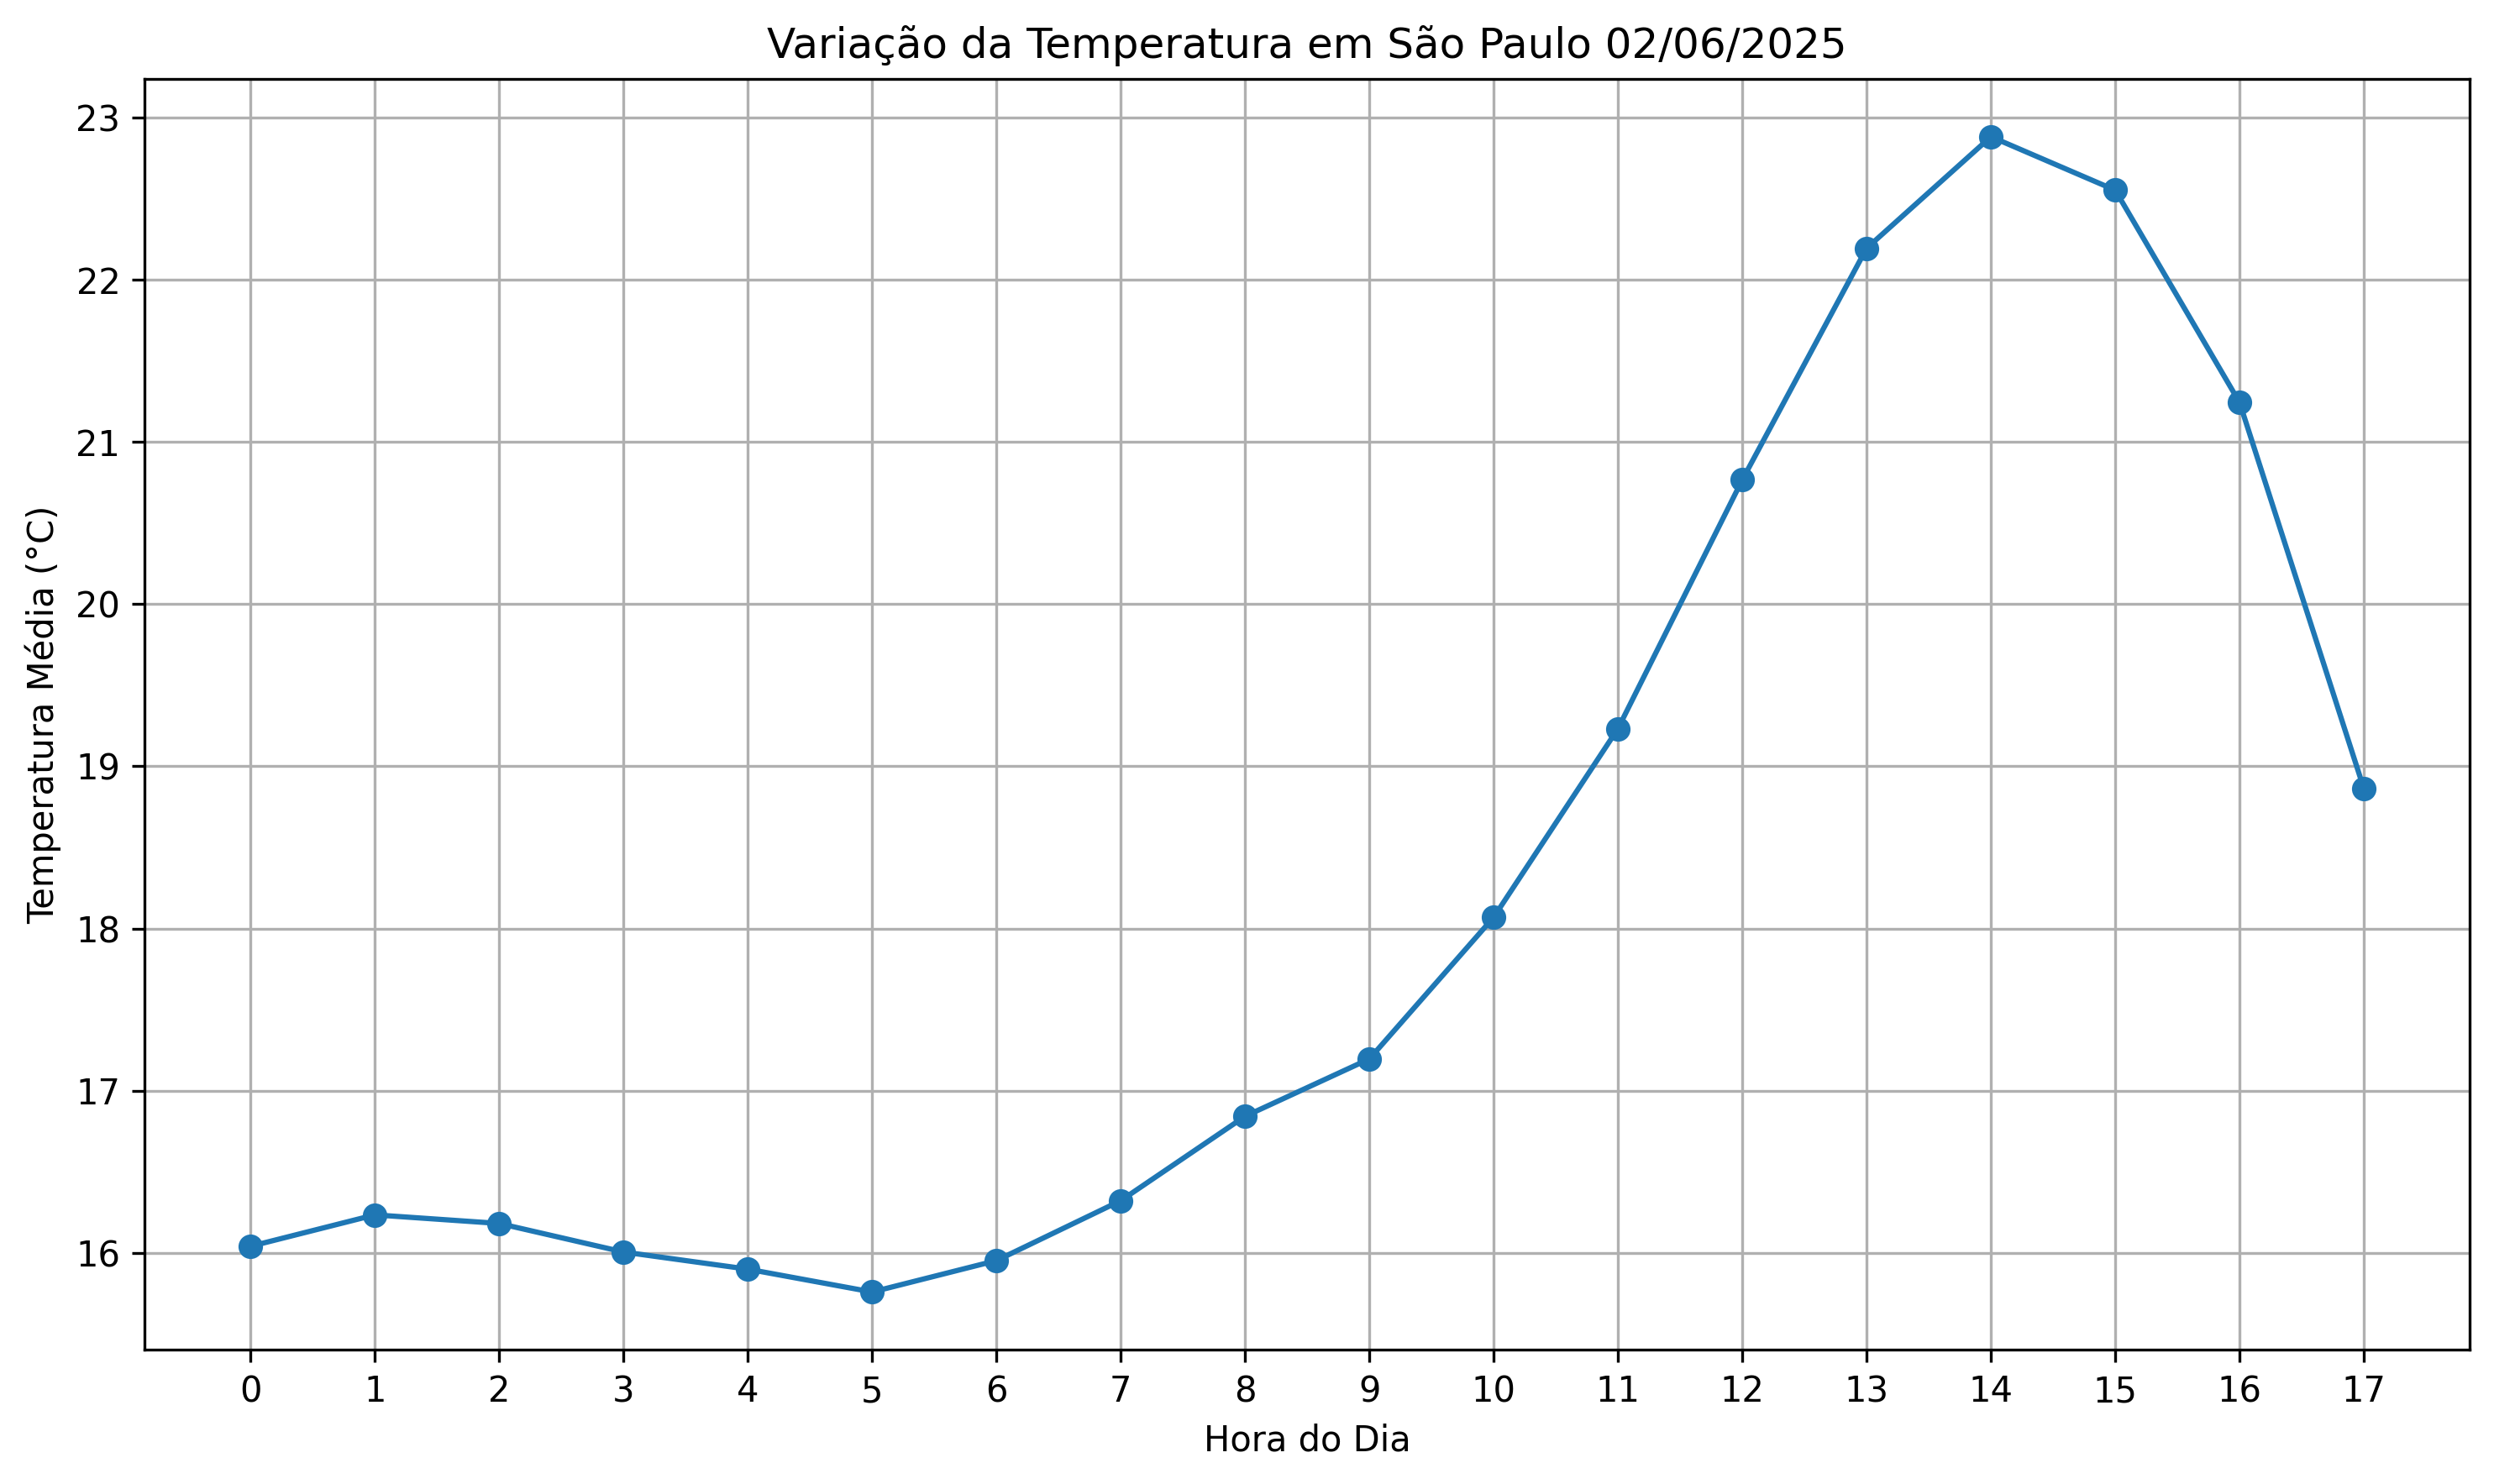 Variação da Temperatura em São Paulo 02/06/2025
23
22
21
20
19
18
17
16
Temperatura Média (°C)
0 1 2 3 4 5 6 7 8 9 10 11 12 13 14 15 16 17
Hora do Dia